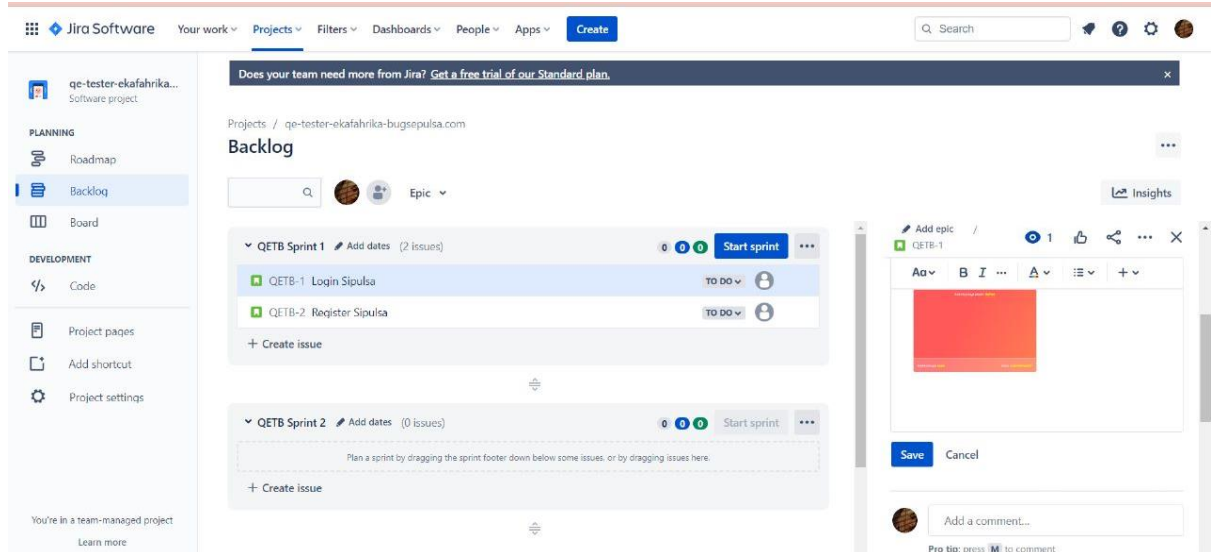 Jira Software Your work Projects Filters Dashboards People Apps Create Search
qe-tester-ekafahrika...
Software project
PLANNING
Roadmap
Backlog
Board
DEVELOPMENT
Code
Project pages
Add shortcut
Project settings
You're in a team-managed project
Learn more
Does your team need more from Jira? Get a free trial of our Standard plan.
Projects / qe-tester-ekafahrika-bugsepulsa.com
Backlog
Epic
Insights
QETB Sprint 1 Add dates (2 issues) 0 0 0 Start sprint
QETB-1 Login Sipulsa TO DO
QETB-2 Register Sipulsa TO DO
+ Create issue
QETB Sprint 2 Add dates (0 issues) 0 0 0 Start sprint
Plan a sprint by dragging the sprint footer down below some issues, or by dragging issues here.
+ Create issue
Add epic /
QETB-1
1
Aa B I ... A +
Save Cancel
Add a comment...
Pro tip: press M to comment